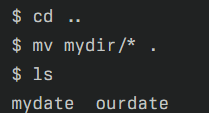 $ cd ..
$ mv mydir/* .
$ ls
mydate  ourdate